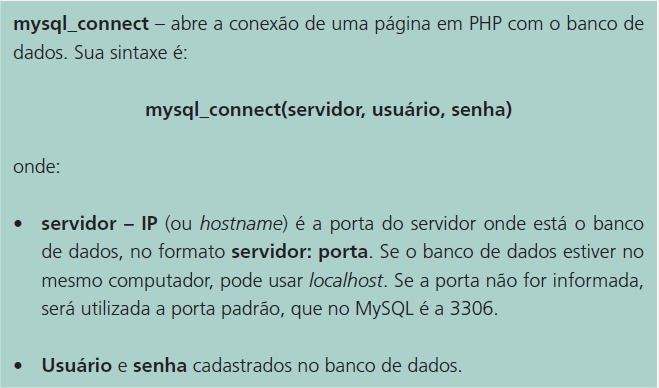 mysql_connect – abre a conexão de uma página em PHP com o banco de
dados. Sua sintaxe é:
mysql_connect(servidor, usuário, senha)
onde:
• servidor – IP (ou hostname) é a porta do servidor onde está o banco
de dados, no formato servidor: porta. Se o banco de dados estiver no
mesmo computador, pode usar localhost. Se a porta não for informada,
será utilizada a porta padrão, que no MySQL é a 3306.
• Usuário e senha cadastrados no banco de dados.